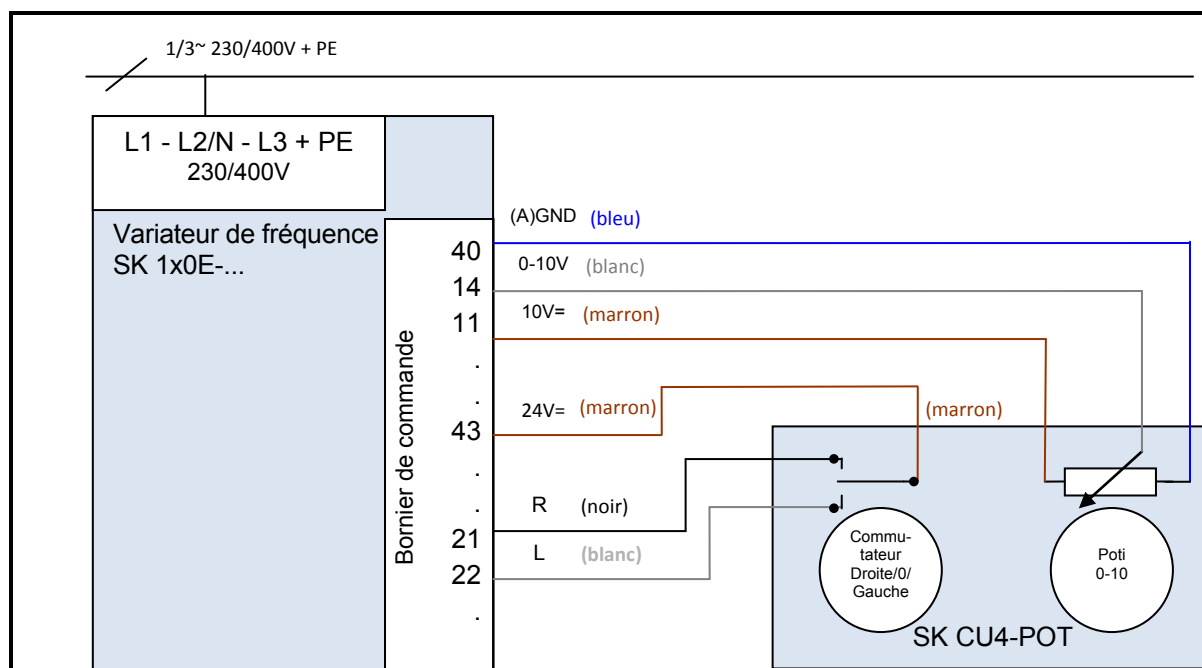 1/3~ 230/400V + PE
L1 - L2/N - L3 + PE
230/400V
Variateur de fréquence
SK 1x0E-...
Bornier de commande
40
14
11
.
.
43
.
.
21
22
.
(A)GND (bleu)
0-10V (blanc)
10V= (marron)
24V= (marron)
(marron)
R (noir)
L (blanc)
Commu-
tateur
Droite/0/
Gauche
Poti
0-10
SK CU4-POT